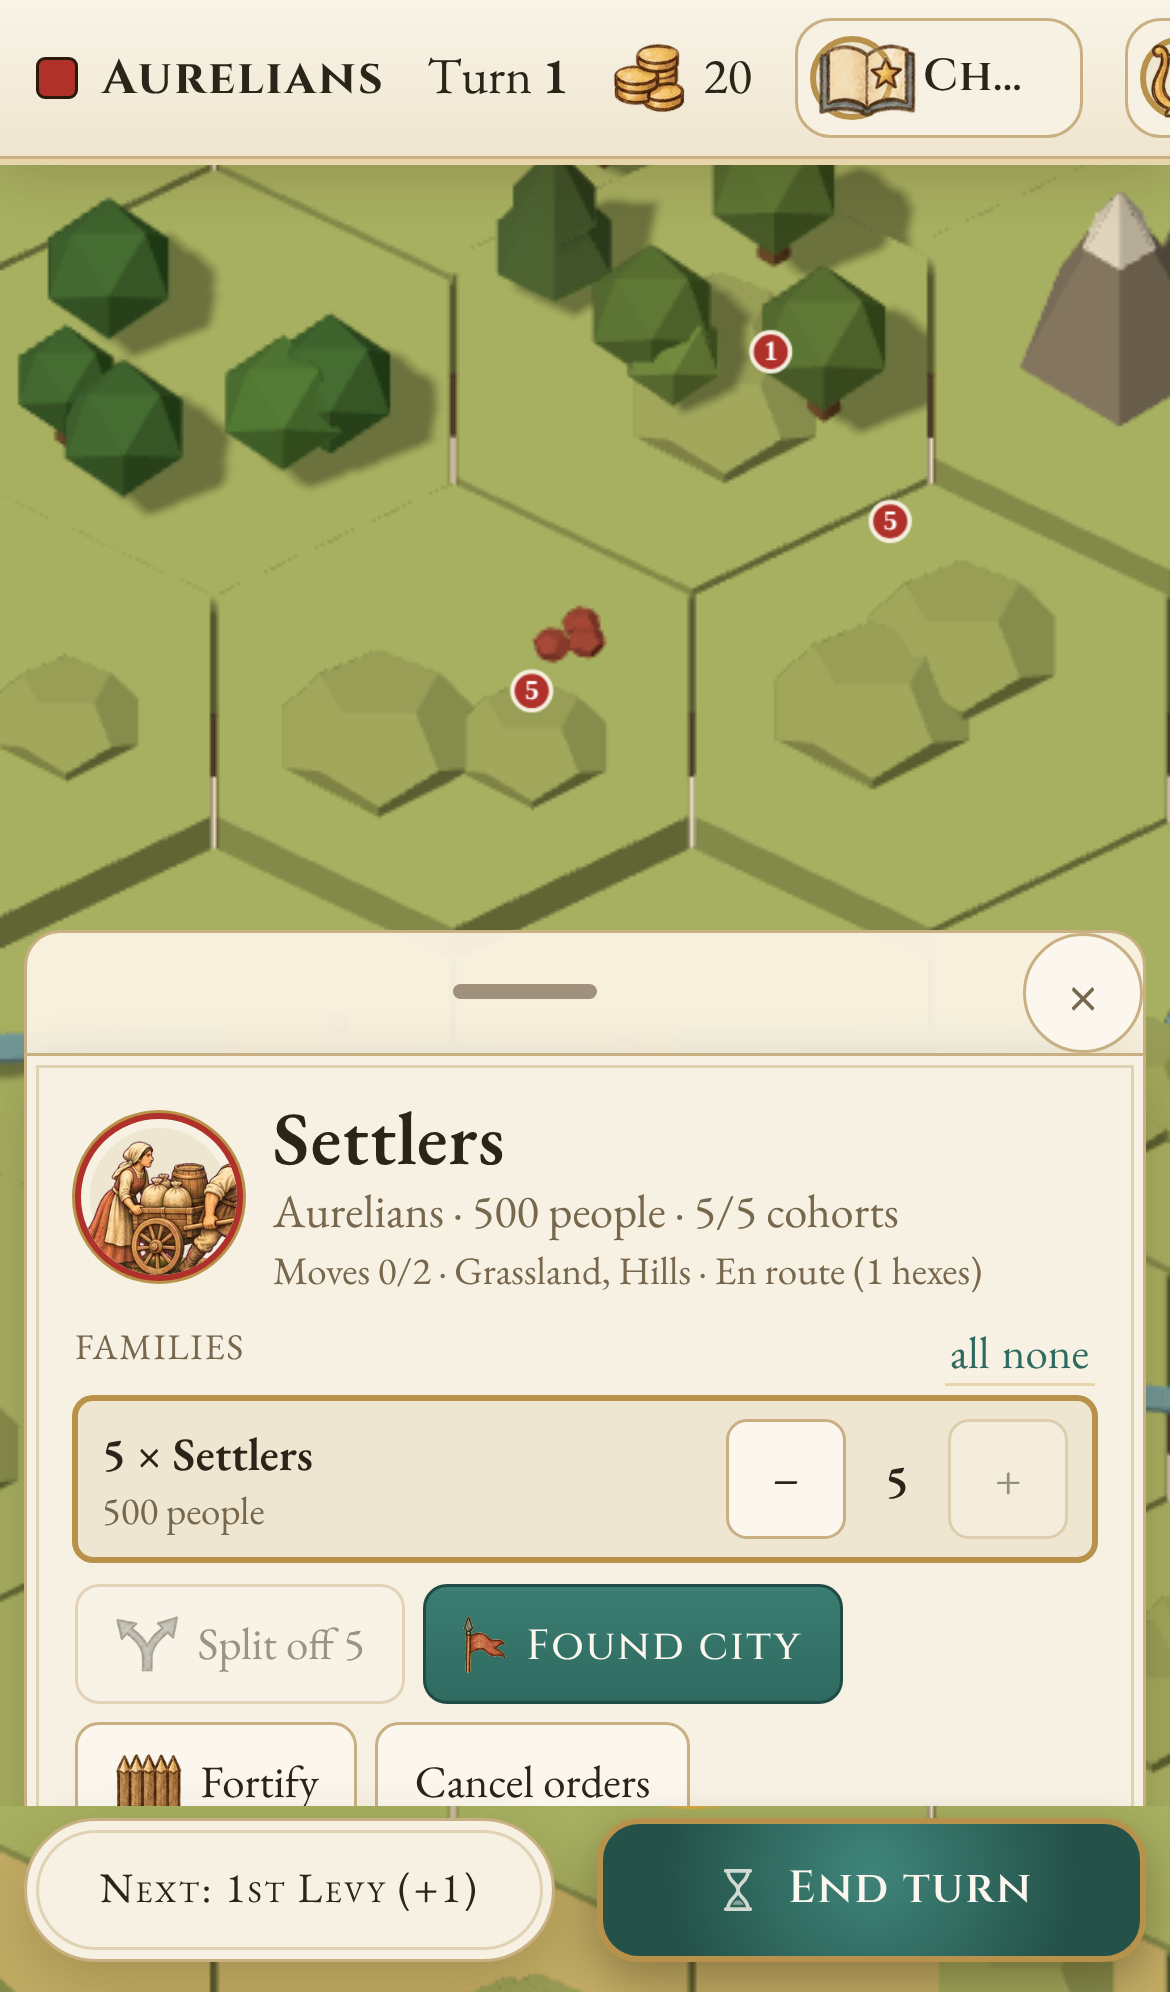 AURELIANS Turn 1 20 CH...
1
5
5
×
Settlers
Aurelians · 500 people · 5/5 cohorts
Moves 0/2 · Grassland, Hills · En route (1 hexes)
FAMILIES all none
5 × Settlers
500 people
− 5 +
Split off 5 FOUND CITY
Fortify Cancel orders
NEXT: 1ST LEVY (+1) END TURN